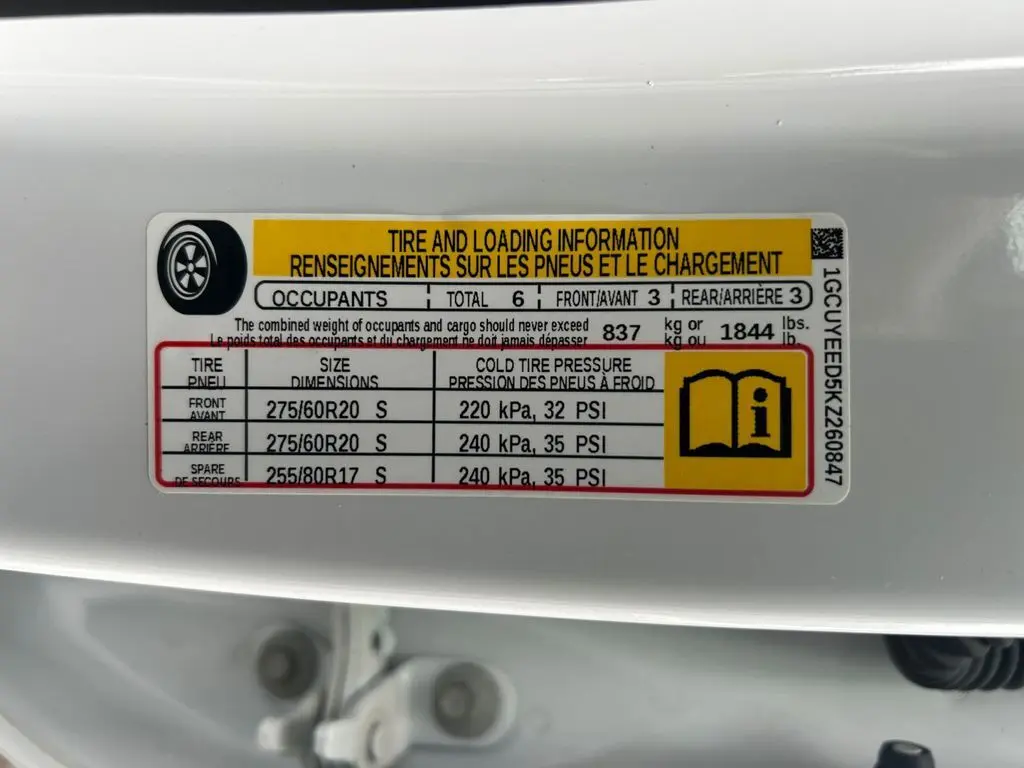 TIRE AND LOADING INFORMATION
RENSEIGNEMENTS SUR LES PNEUS ET LE CHARGEMENT
OCCUPANTS TOTAL 6 FRONT/AVANT 3 REAR/ARRIÈRE 3
The combined weight of occupants and cargo should never exceed 837 kg or 1844 lbs.
Le poids total des occupants et du chargement ne doit jamais dépasser kg ou lb.
TIRE SIZE COLD TIRE PRESSURE
PNEU DIMENSIONS PRESSION DES PNEUS À FROID
FRONT
AVANT 275/60R20 S 220 kPa, 32 PSI
REAR
ARRIÈRE 275/60R20 S 240 kPa, 35 PSI
SPARE
DE SECOURS 255/80R17 S 240 kPa, 35 PSI
1GCUYEED5KZ260847